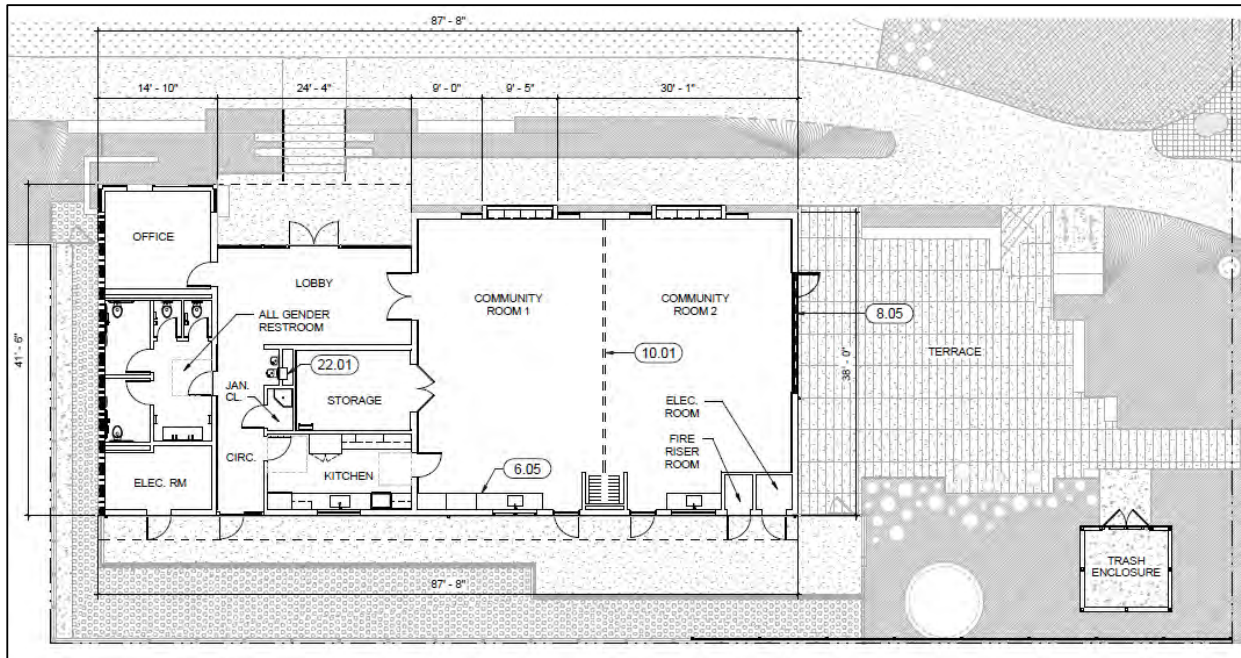 87' - 8"
14' - 10"
24' - 4"
9' - 0"
9' - 5"
30' - 1"
OFFICE
LOBBY
COMMUNITY
ROOM 1
COMMUNITY
ROOM 2
ALL GENDER
RESTROOM
8.05
10.01
TERRACE
41' - 6"
38' - 0"
22.01
JAN.
CL.
STORAGE
ELEC.
ROOM
FIRE
RISER
ROOM
CIRC.
KITCHEN
6.05
ELEC. RM
TRASH
ENCLOSURE
87' - 8"